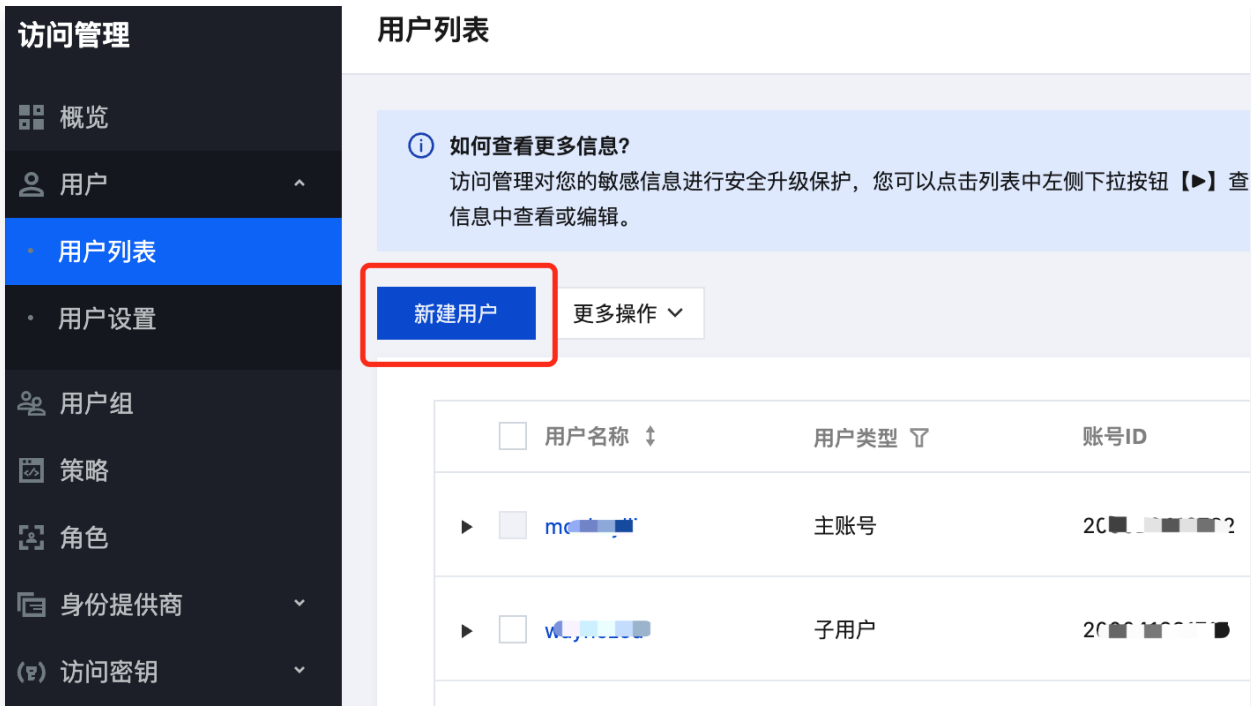 访问管理
概览
用户
用户列表
用户设置
用户组
策略
角色
身份提供商
访问密钥
用户列表
如何查看更多信息?
访问管理对您的敏感信息进行安全升级保护，您可以点击列表中左侧下拉按钮【▶】查
信息中查看或编辑。
新建用户 更多操作
用户名称 用户类型 账号ID
主账号
子用户